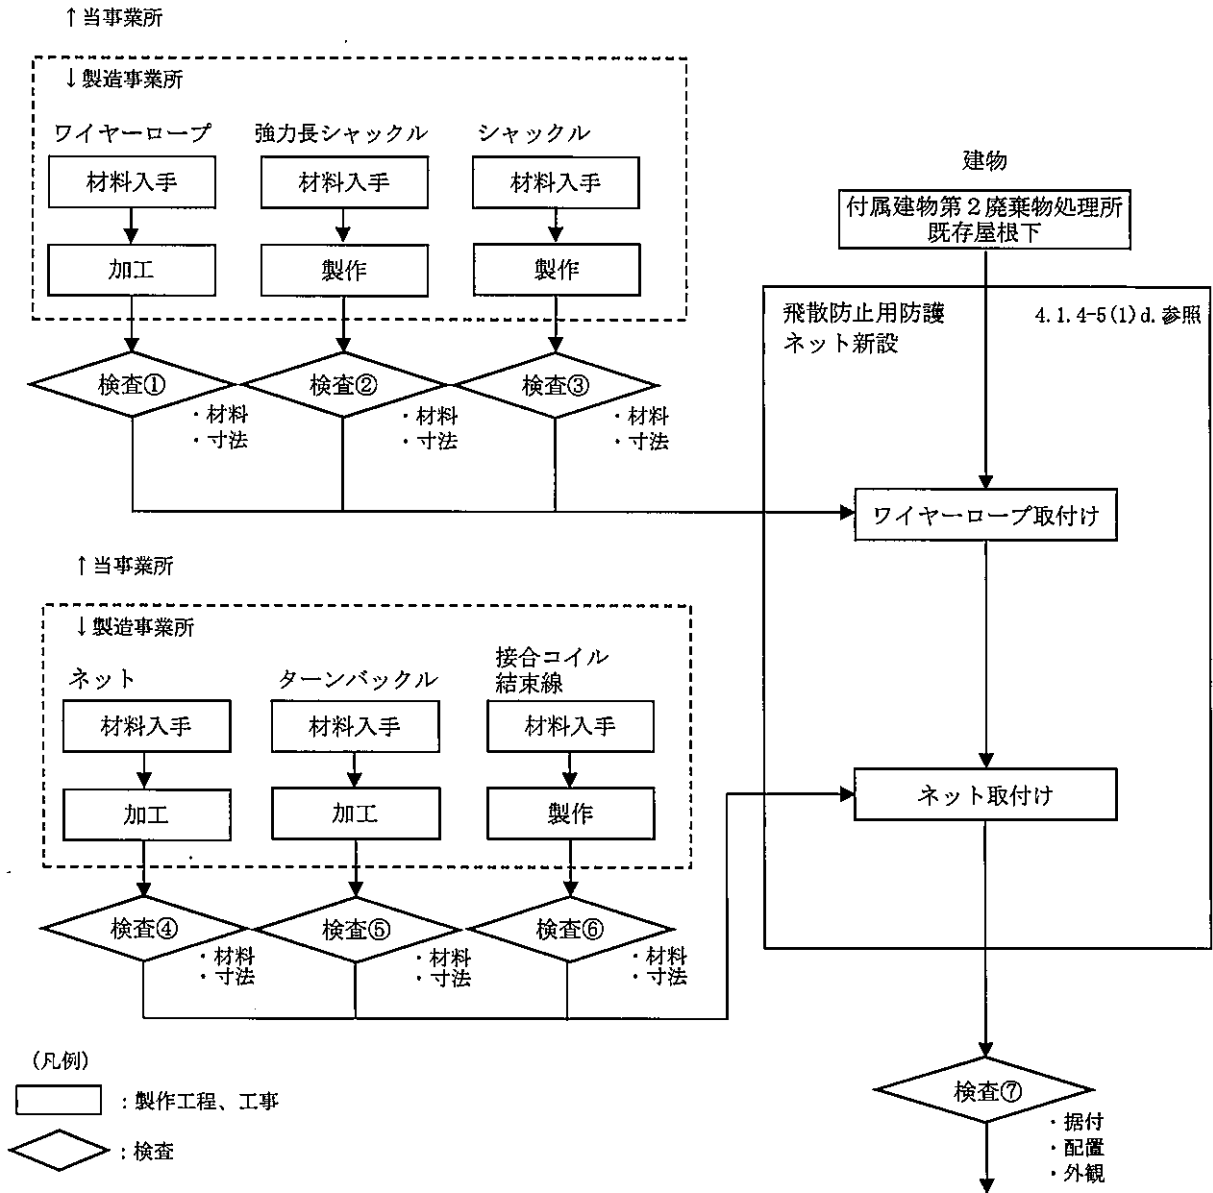 ↑当事業所
↓製造事業所
ワイヤーロープ
強力長シャックル
シャックル
材料入手
材料入手
材料入手
加工
製作
製作
検査①
検査②
検査③
・材料
・寸法
・材料
・寸法
・材料
・寸法
建物
付属建物第2廃棄物処理所
既存屋根下
飛散防止用防護
ネット新設
4.1.4-5(1)d.参照
ワイヤーロープ取付け
↑当事業所
↓製造事業所
ネット
ターンバックル
接合コイル
結束線
材料入手
材料入手
材料入手
加工
加工
製作
検査④
検査⑤
検査⑥
・材料
・寸法
・材料
・寸法
・材料
・寸法
ネット取付け
検査⑦
・据付
・配置
・外観
(凡例)
:製作工程、工事
:検査